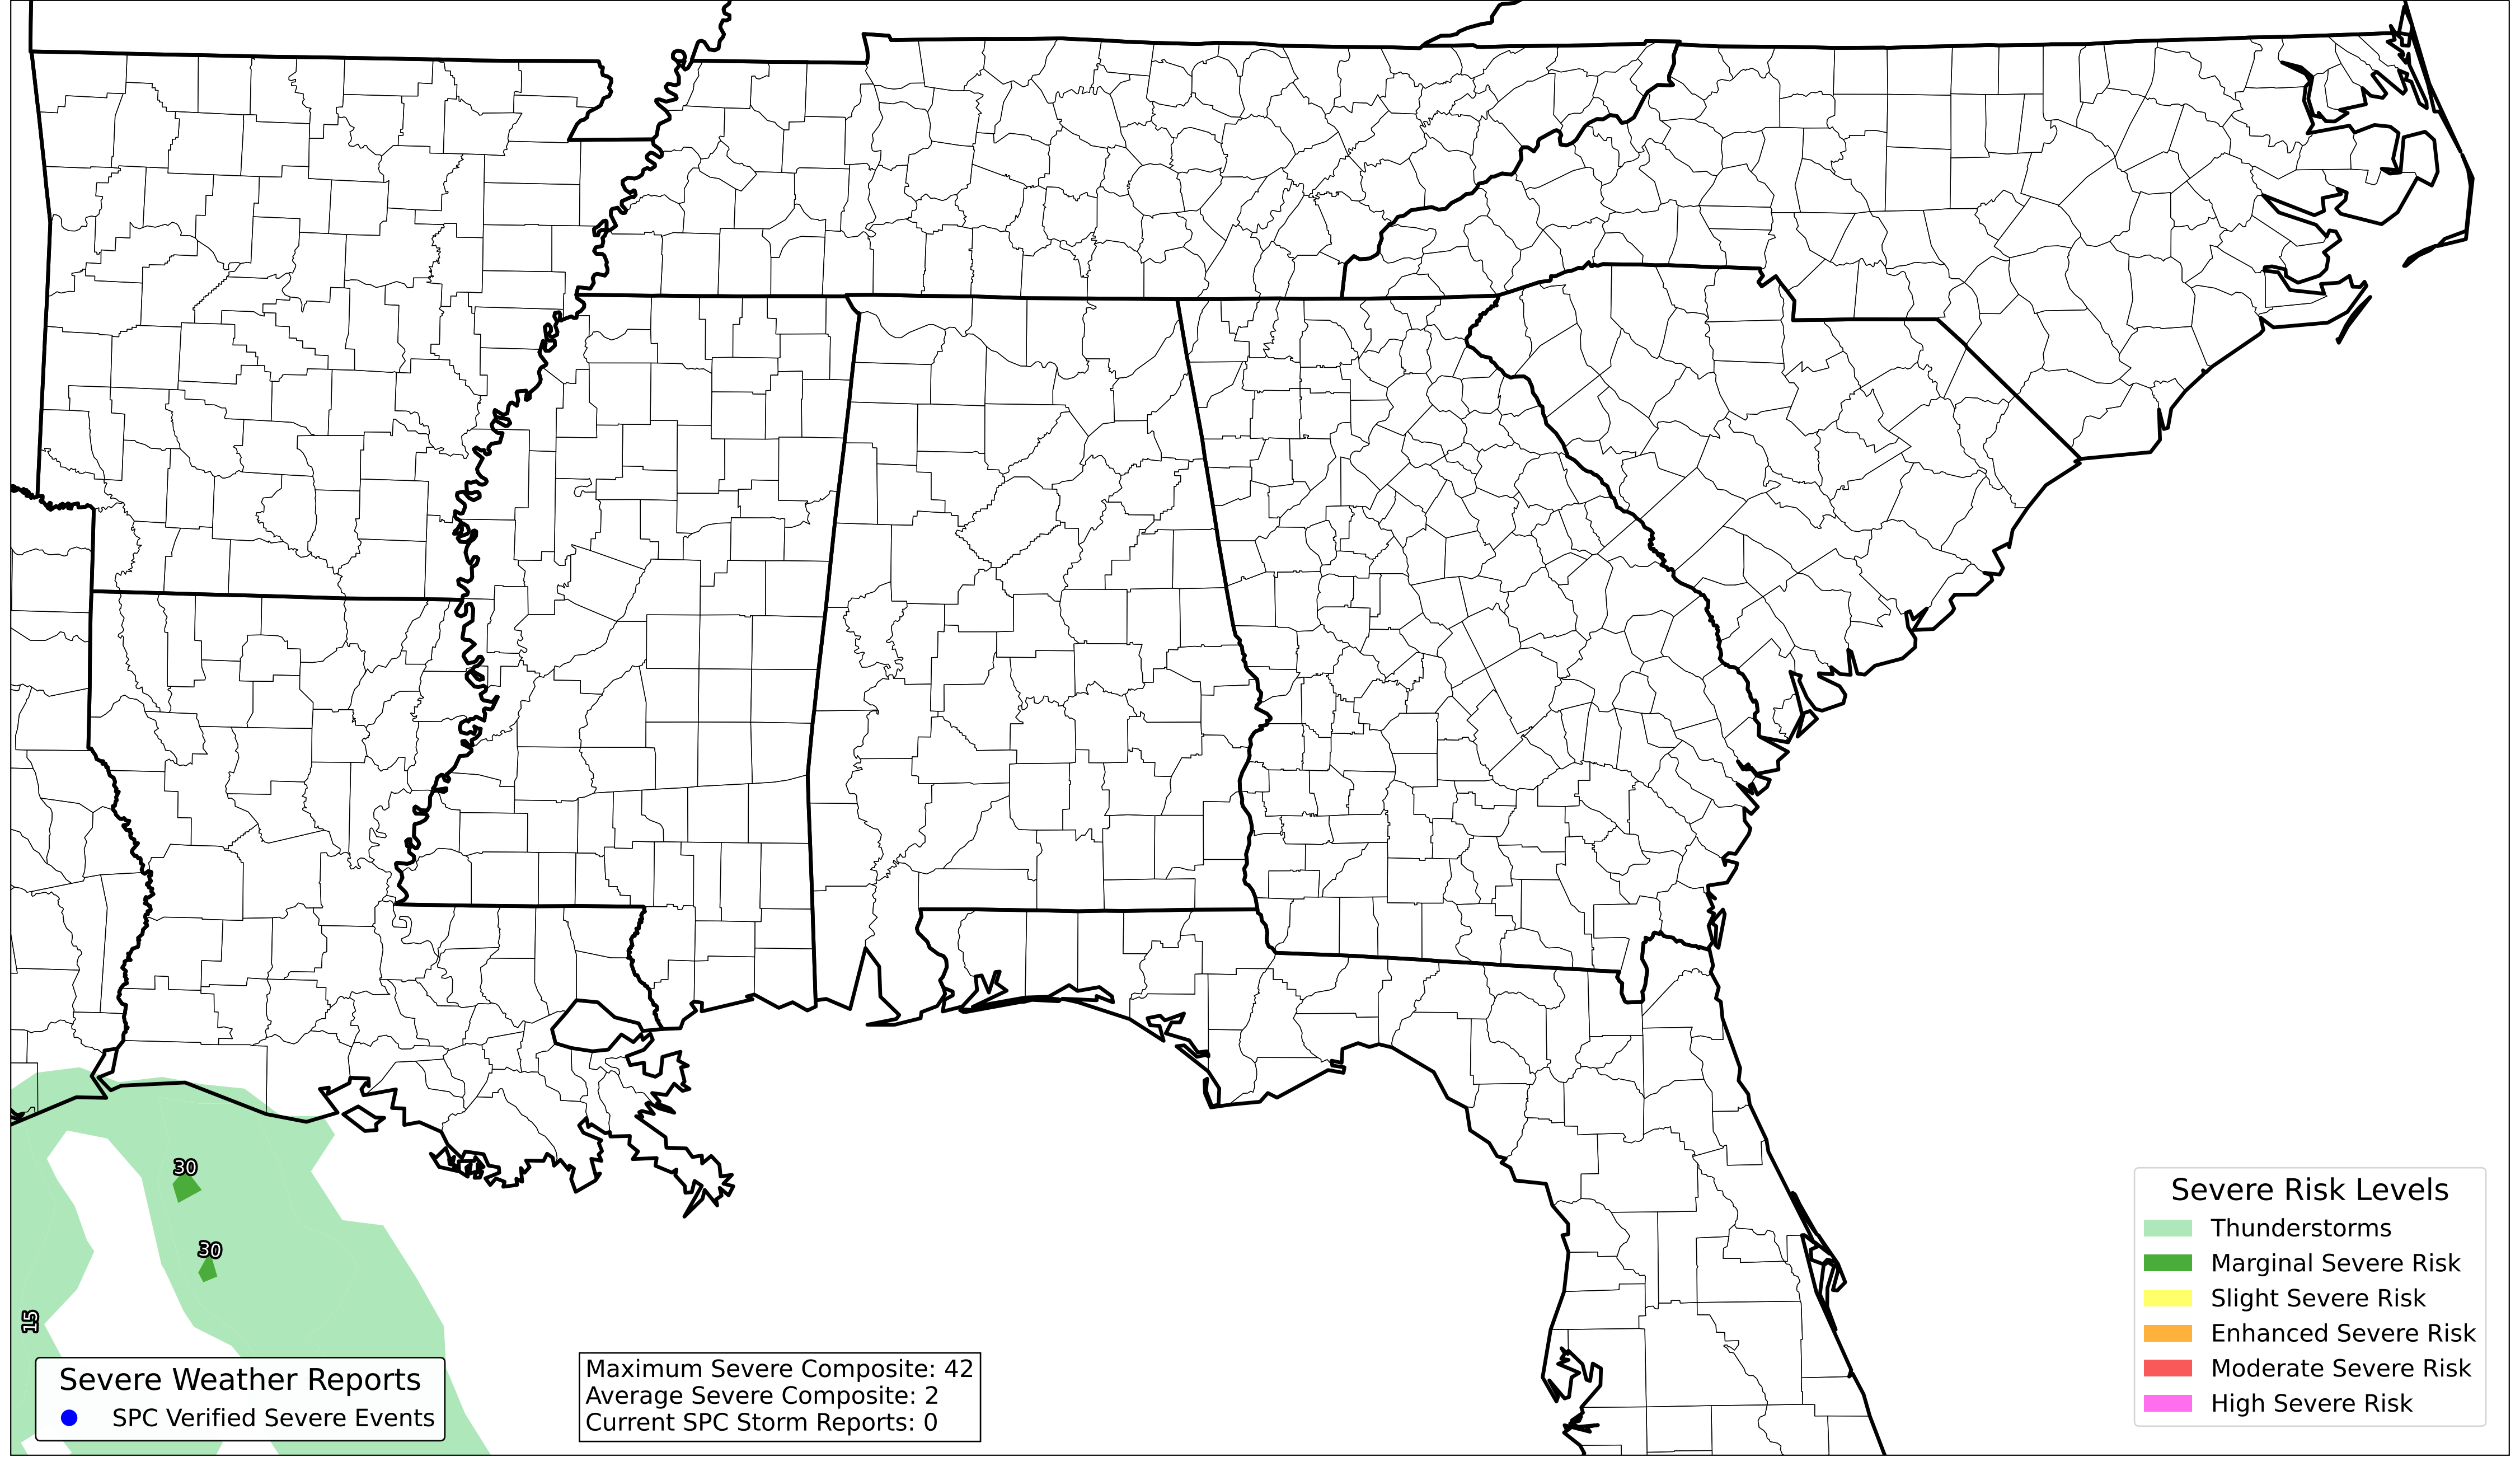 30
30
15
Severe Weather Reports
SPC Verified Severe Events
Maximum Severe Composite: 42
Average Severe Composite: 2
Current SPC Storm Reports: 0
Severe Risk Levels
Thunderstorms
Marginal Severe Risk
Slight Severe Risk
Enhanced Severe Risk
Moderate Severe Risk
High Severe Risk